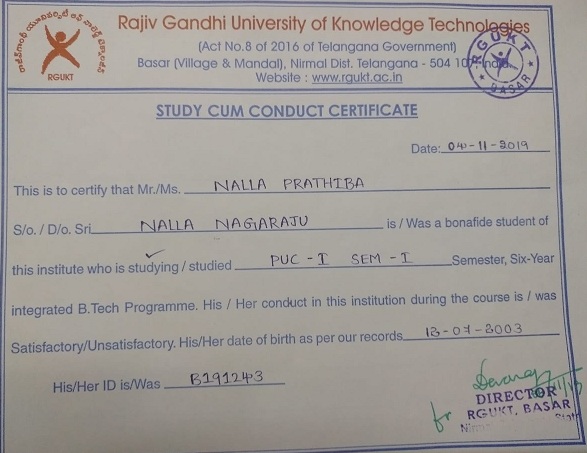 Rajiv Gandhi University of Knowledge Technologies
(Act No.8 of 2016 of Telangana Government)
Basar (Village & Mandal), Nirmal Dist. Telangana - 504 107. India.
Website : www.rgukt.ac.in
RGUKT
RGUKT
BASAR
STUDY CUM CONDUCT CERTIFICATE
Date: 04-11-2019
This is to certify that Mr./Ms. NALLA PRATHIBA
S/o. / D/o. Sri. NALLA NAGARAJU is / Was a bonafide student of
this institute who is studying / studied PUC-I SEM-I Semester, Six-Year
integrated B.Tech Programme. His / Her conduct in this institution during the course is / was
Satisfactory/Unsatisfactory. His/Her date of birth as per our records. 13-07-2003
His/Her ID is/Was B191243
for
DIRECTOR
RGUKT, BASAR